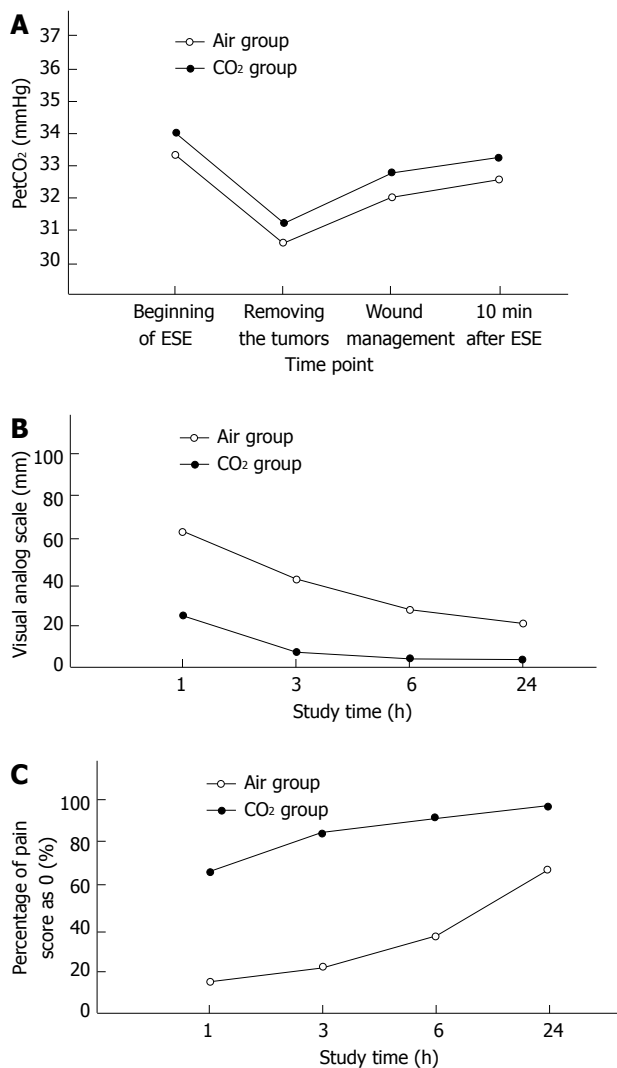 A
Air group
CO₂ group
PetCO₂ (mmHg)
37
36
35
34
33
32
31
30
Beginning of ESE
Removing the tumors
Wound management
10 min after ESE
Time point
B
Air group
CO₂ group
Visual analog scale (mm)
100
80
60
40
20
0
1 3 6 24
Study time (h)
C
Air group
CO₂ group
Percentage of pain
score as 0 (%)
100
80
60
40
20
0
1 3 6 24
Study time (h)